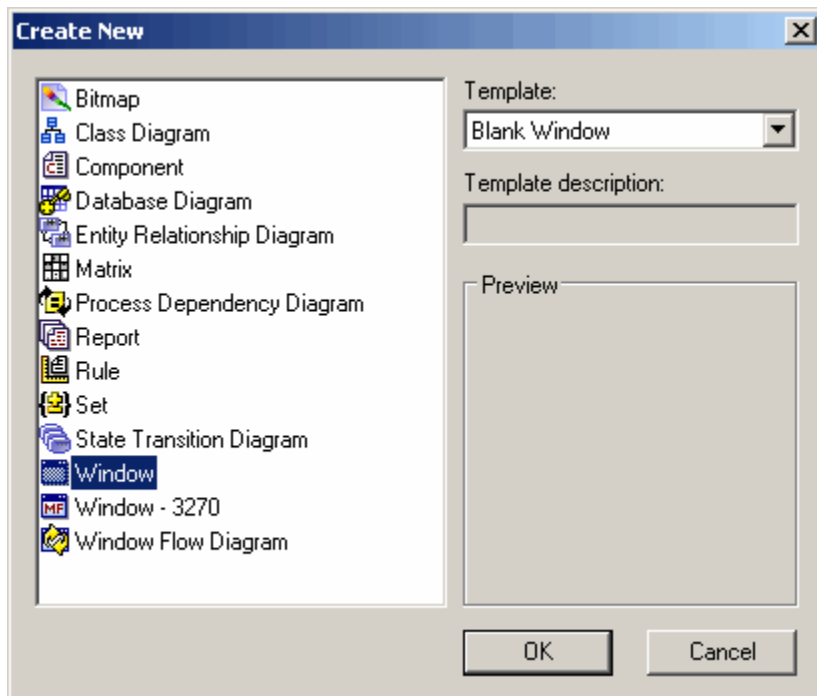 Create New
Bitmap
Class Diagram
Component
Database Diagram
Entity Relationship Diagram
Matrix
Process Dependency Diagram
Report
Rule
Set
State Transition Diagram
Window
MF Window - 3270
Window Flow Diagram
Template:
Blank Window
Template description:
Preview
OK
Cancel